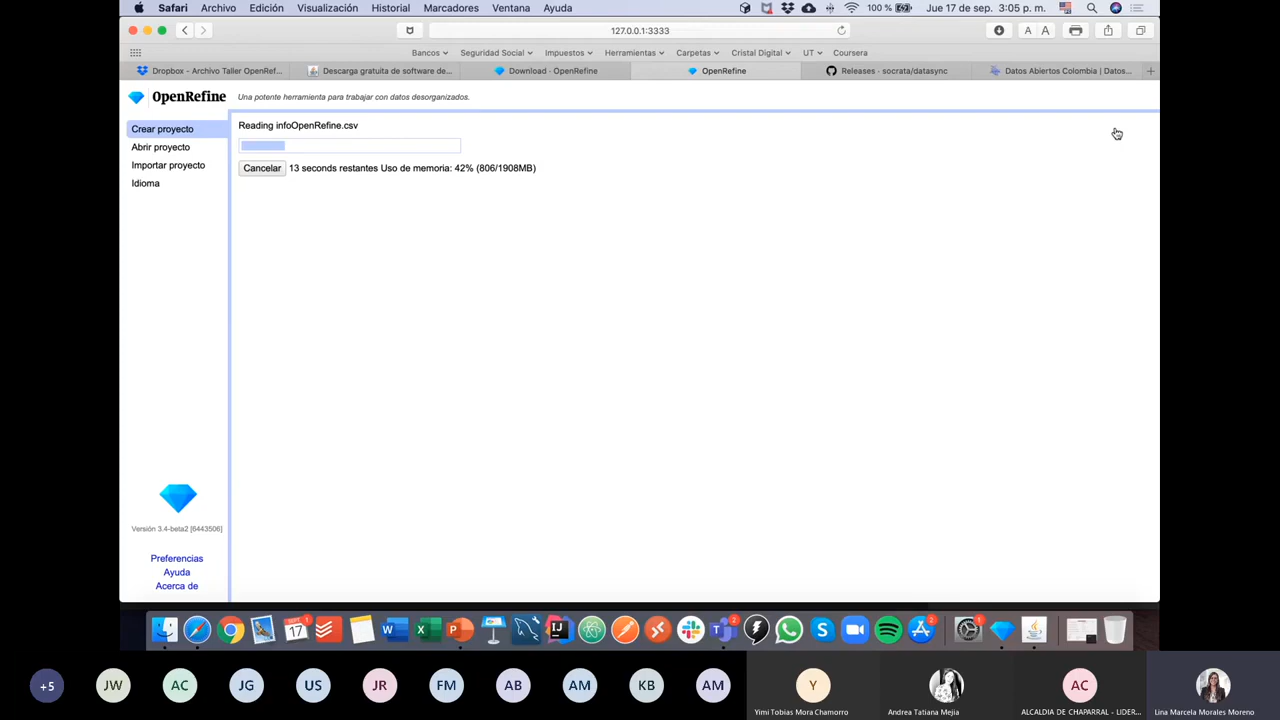 Safari Archivo Edición Visualización Historial Marcadores Ventana Ayuda 100 % Jue 17 de sep. 3:05 p. m.
127.0.0.1:3333 A A
Bancos Seguridad Social Impuestos Herramientas Carpetas Cristal Digital UT Coursera
Dropbox - Archivo Taller OpenRef... Descarga gratuita de software de... Download · OpenRefine OpenRefine Releases · socrata/datasync Datos Abiertos Colombia | Datos... +
OpenRefine Una potente herramienta para trabajar con datos desorganizados.
Crear proyecto
Abrir proyecto
Importar proyecto
Idioma
Reading infoOpenRefine.csv
Cancelar 13 seconds restantes Uso de memoria: 42% (806/1908MB)
Versión 3.4-beta2 [6443506]
Preferencias
Ayuda
Acerca de
17 1 2 2 1
+5 JW AC JG US JR FM AB AM KB AM Y AC
Yimi Tobias Mora Chamorro Andrea Tatiana Mejia ALCALDIA DE CHAPARRAL - LIDER... Lina Marcela Morales Moreno